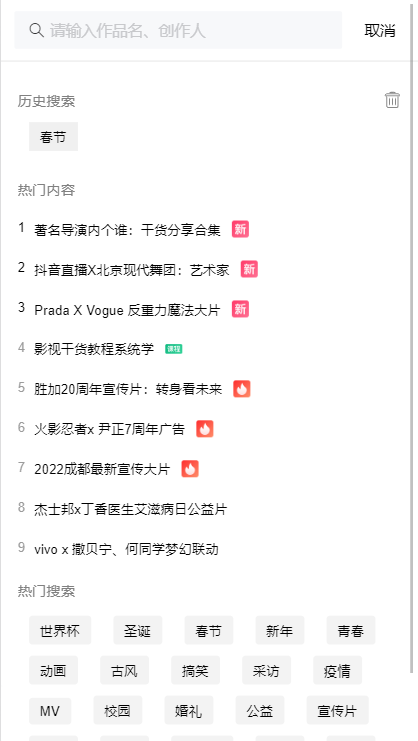 请输入作品名、创作人 取消
历史搜索
春节
热门内容
1 著名导演内个谁：干货分享合集 新
2 抖音直播X北京现代舞团：艺术家 新
3 Prada X Vogue 反重力魔法大片 新
4 影视干货教程系统学 课程
5 胜加20周年宣传片：转身看未来
6 火影忍者x 尹正7周年广告
7 2022成都最新宣传大片
8 杰士邦x丁香医生艾滋病日公益片
9 vivo x 撒贝宁、何同学梦幻联动
热门搜索
世界杯 圣诞 春节 新年 青春
动画 古风 搞笑 采访 疫情
MV 校园 婚礼 公益 宣传片